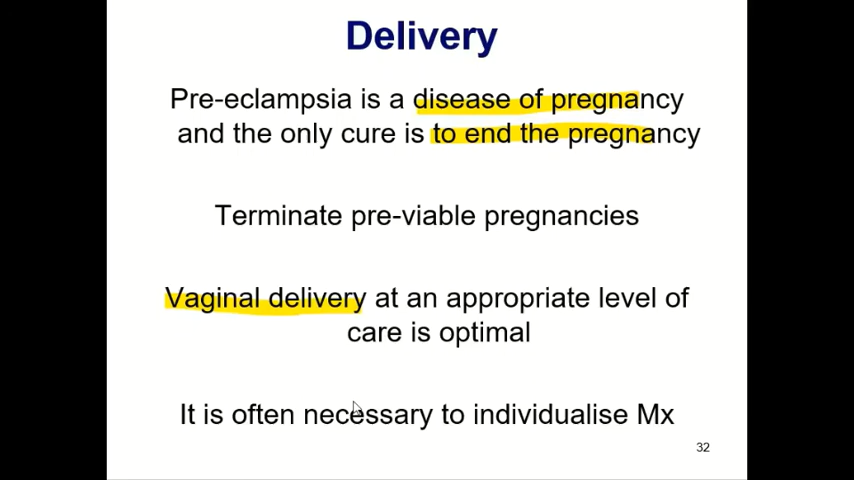 Delivery
Pre-eclampsia is a disease of pregnancy
and the only cure is to end the pregnancy
Terminate pre-viable pregnancies
Vaginal delivery at an appropriate level of
care is optimal
It is often necessary to individualise Mx
32